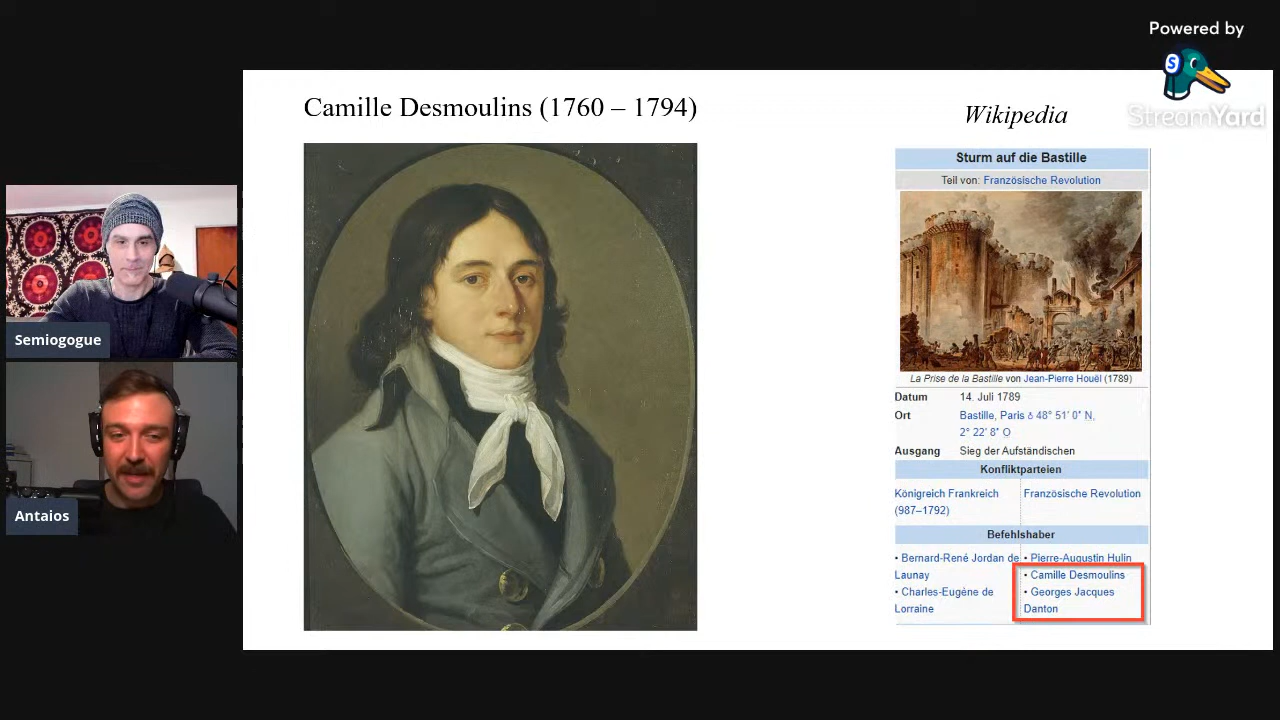 Powered by
StreamYard
Camille Desmoulins (1760 – 1794)
Wikipedia
Sturm auf die Bastille
Teil von: Französische Revolution
La Prise de la Bastille von Jean-Pierre Houël (1789)
Datum 14. Juli 1789
Ort Bastille, Paris ♁ 48° 51′ 0″ N,
2° 22′ 8″ O
Ausgang Sieg der Aufständischen
Konfliktparteien
Königreich Frankreich
(987–1792)
Französische Revolution
Befehlshaber
• Bernard-René Jordan de
Launay
• Charles-Eugène de
Lorraine
• Pierre-Augustin Hulin
• Camille Desmoulins
• Georges Jacques
Danton
Semiogogue
Antaios